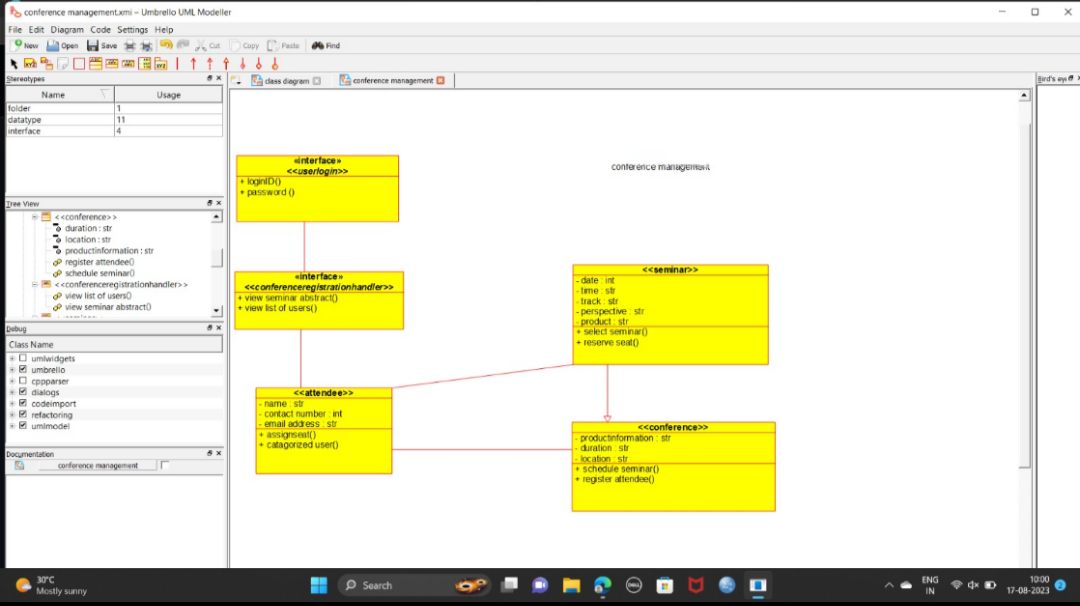 conference management.xmi – Umbrello UML Modeller
File Edit Diagram Code Settings Help
New Open Save Cut Copy Paste Find
Stereotypes
Name Usage
folder 1
datatype 11
interface 4
Tree View
<<conference>>
duration : str
location : str
productinformation : str
register attendee()
schedule seminar()
<<conferenceregistrationhandler>>
view list of users()
view seminar abstract()
Debug
Class Name
umlwidgets
umbrello
cppparser
dialogs
codeimport
refactoring
umlmodel
Documentation
conference management
class diagram conference management
conference management
«interface»
<<userlogin>>
+ loginID()
+ password ()
«interface»
<<conferenceregistrationhandler>>
+ view seminar abstract()
+ view list of users()
<<seminar>>
- date : int
- time : str
- track : str
- perspective : str
- product : str
+ select seminar()
+ reserve seat()
<<attendee>>
- name : str
- contact number : int
- email address : str
+ assignseat()
+ catagorized user()
<<conference>>
- productinformation : str
- duration : str
- location : str
+ schedule seminar()
+ register attendee()
Bird's eye
30°C
Mostly sunny
Search
DELL
ENG
IN
10:00
17-08-2023
2